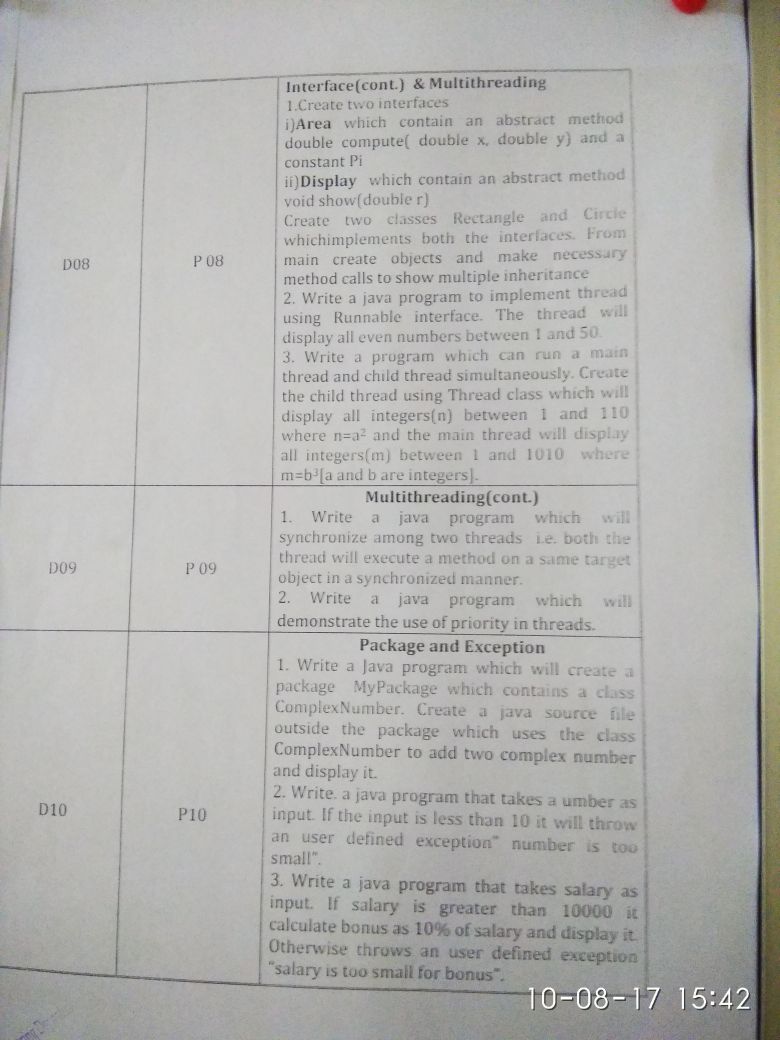 Interface(cont.) & Multithreading
1.Create two interfaces
i)Area which contain an abstract method
double compute( double x, double y) and a
constant Pi
ii)Display which contain an abstract method
void show(double r)
Create two classes Rectangle and Circle
whichimplements both the interfaces. From
main create objects and make necessary
method calls to show multiple inheritance
2. Write a java program to implement thread
using Runnable interface. The thread will
display all even numbers between 1 and 50.
3. Write a program which can run a main
thread and child thread simultaneously. Create
the child thread using Thread class which will
display all integers(n) between 1 and 110
where n=a² and the main thread will display
all integers(m) between 1 and 1010 where
m=b³[a and b are integers].
D08
P 08
Multithreading(cont.)
1. Write a java program which will
synchronize among two threads i.e. both the
thread will execute a method on a same target
object in a synchronized manner.
2. Write a java program which will
demonstrate the use of priority in threads.
D09
P 09
Package and Exception
1. Write a Java program which will create a
package MyPackage which contains a class
ComplexNumber. Create a java source file
outside the package which uses the class
ComplexNumber to add two complex number
and display it.
2. Write. a java program that takes a umber as
input. If the input is less than 10 it will throw
an user defined exception" number is too
small".
3. Write a java program that takes salary as
input. If salary is greater than 10000 it
calculate bonus as 10% of salary and display it.
Otherwise throws an user defined exception
"salary is too small for bonus".
D10
P10
10-08-17 15:42